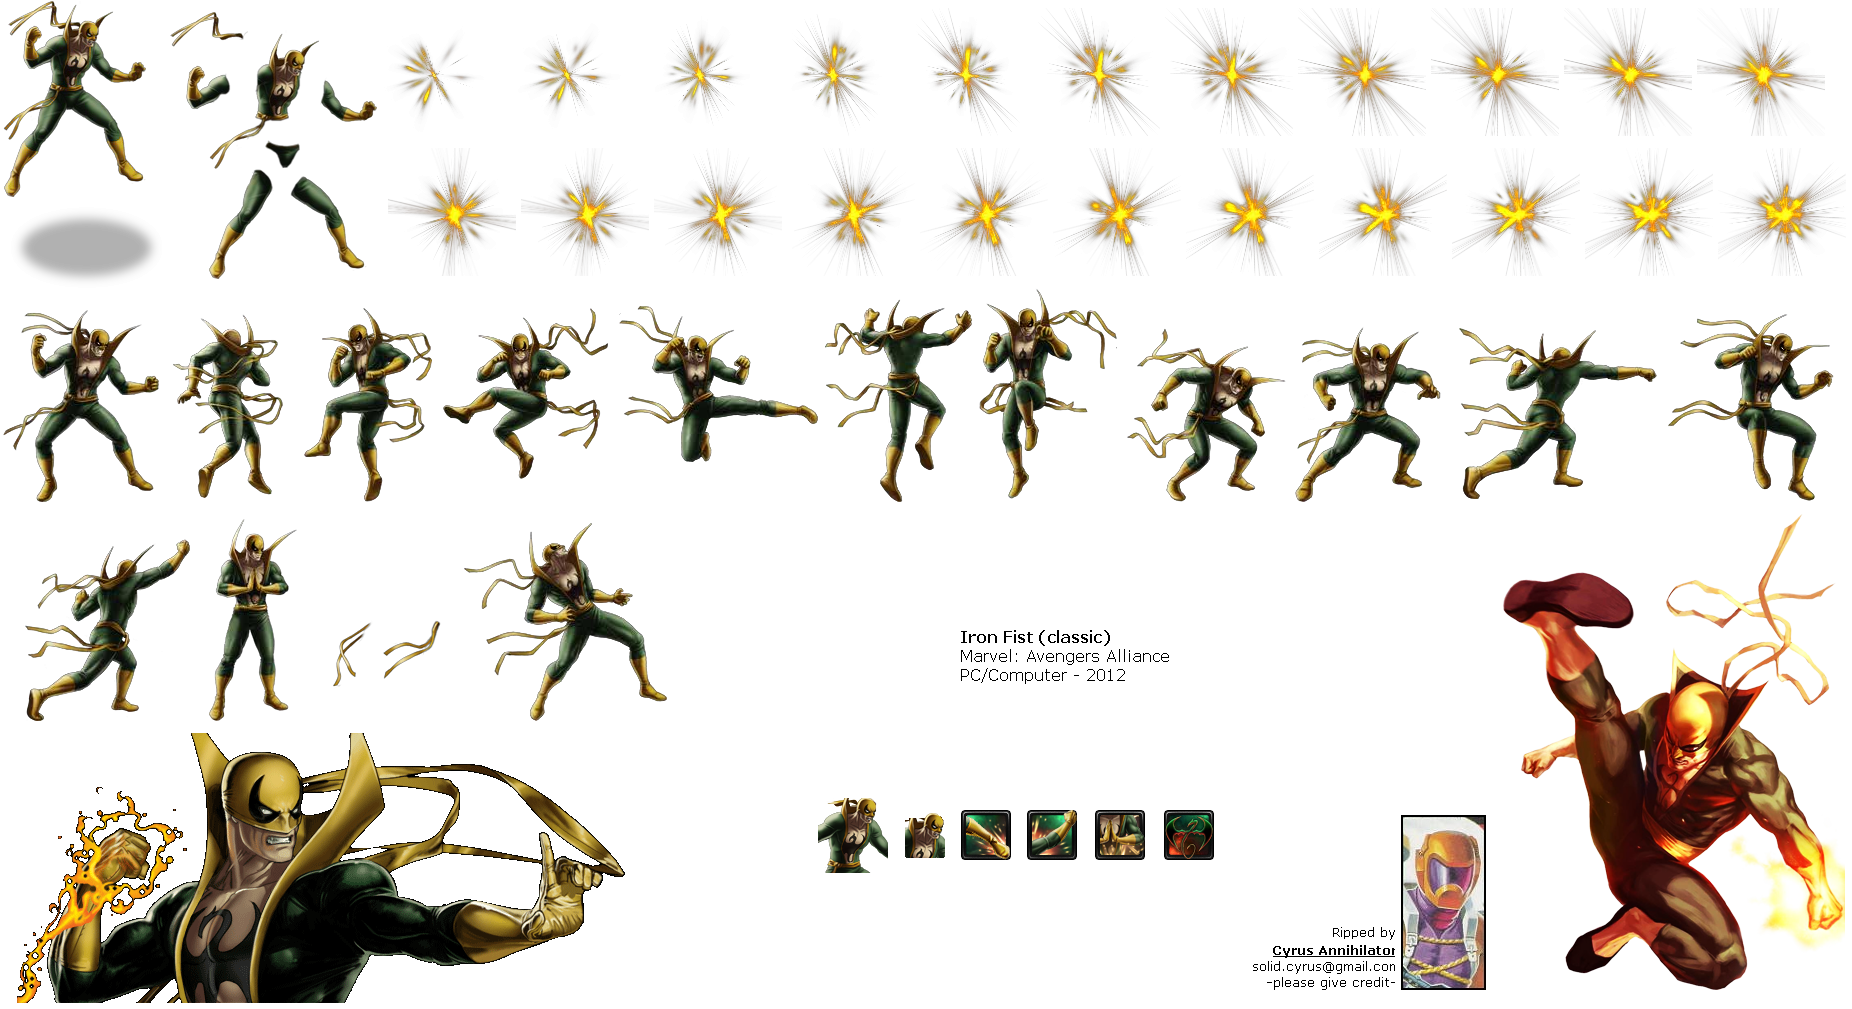 Iron Fist (classic)
Marvel: Avengers Alliance
PC/Computer - 2012
Ripped by
Cyrus Annihilator
solid.cyrus@gmail.con
-please give credit-